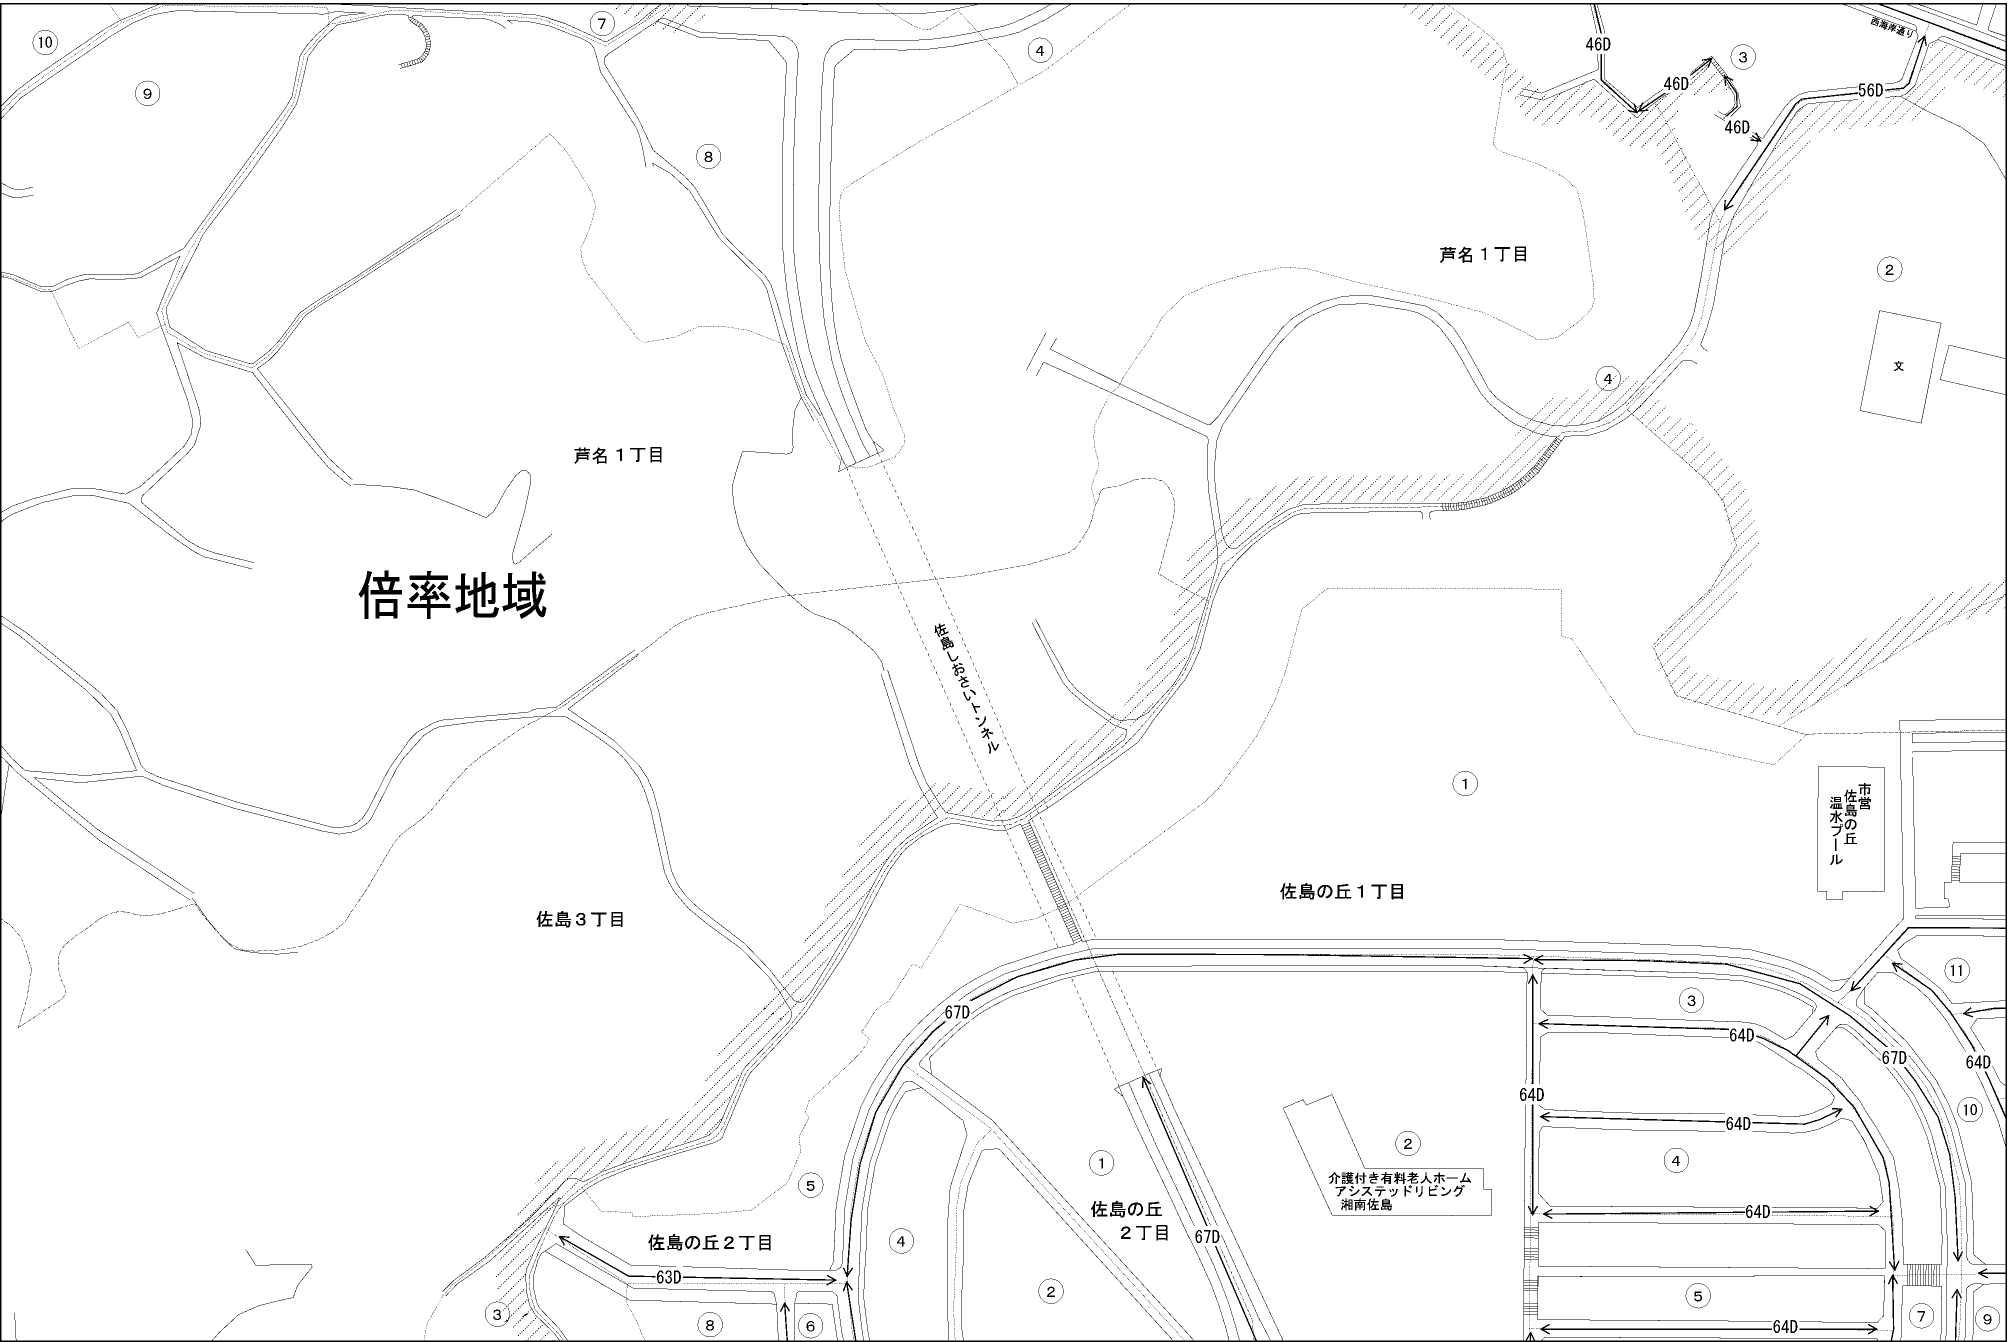 ⑩
⑦
④
46D
③
西海岸通り
⑨
46D
56D
⑧
46D
芦名１丁目
②
文
④
芦名１丁目
倍率地域
佐島しおさいトンネル
①
市営
佐島の丘
温水プール
佐島３丁目
佐島の丘１丁目
⑪
67D
③
64D
67D
64D
64D
64D
⑩
②
④
①
介護付き有料老人ホーム
アシステッドリビング
湘南佐島
⑤
佐島の丘
２丁目
64D
67D
④
佐島の丘２丁目
63D
②
⑤
③
⑧
⑥
64D
⑦
⑨